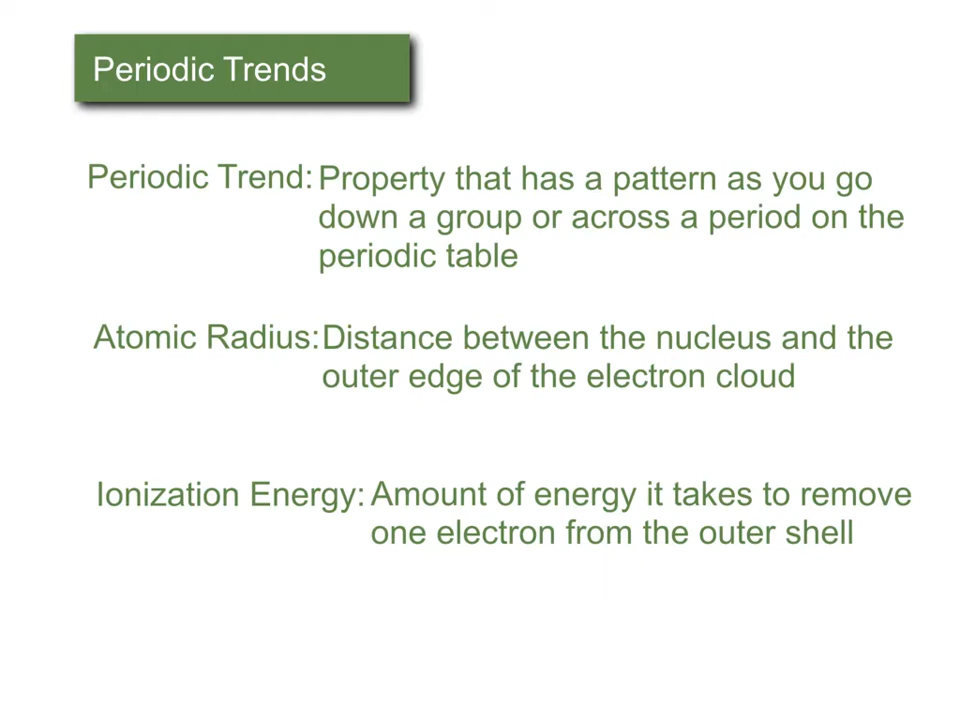 Periodic Trends
Periodic Trend: Property that has a pattern as you go
down a group or across a period on the
periodic table
Atomic Radius: Distance between the nucleus and the
outer edge of the electron cloud
Ionization Energy: Amount of energy it takes to remove
one electron from the outer shell